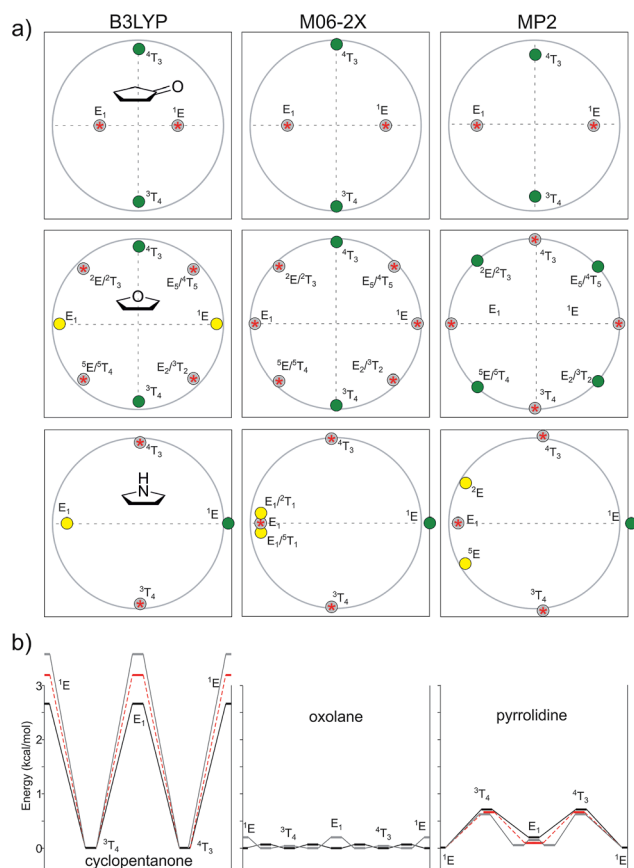 B3LYP M06-2X MP2
a)
⁴T₃ ⁴T₃ ⁴T₃
O
E₁ ¹E E₁ ¹E E₁ ¹E
³T₄ ³T₄ ³T₄
⁴T₃ ⁴T₃ ⁴T₃
²E/²T₃ E₅/⁴T₅ ²E/²T₃ E₅/⁴T₅ ²E/²T₃ E₅/⁴T₅
O
E₁ ¹E E₁ ¹E E₁ ¹E
⁵E/⁵T₄ E₂/³T₂ ⁵E/⁵T₄ E₂/³T₂ ⁵E/⁵T₄ E₂/³T₂
³T₄ ³T₄ ³T₄
⁴T₃ ⁴T₃ ⁴T₃
H
N
E₁/²T₁ ²E
E₁ ¹E E₁ ¹E E₁ ¹E
E₁/⁵T₁ ⁵E
³T₄ ³T₄ ³T₄
b)
Energy (kcal/mol)
3
2
1
0
¹E E₁ ¹E
³T₄ ⁴T₃
cyclopentanone
oxolane
¹E ³T₄ E₁ ⁴T₃ ¹E
pyrrolidine
³T₄ ⁴T₃
E₁
¹E ¹E